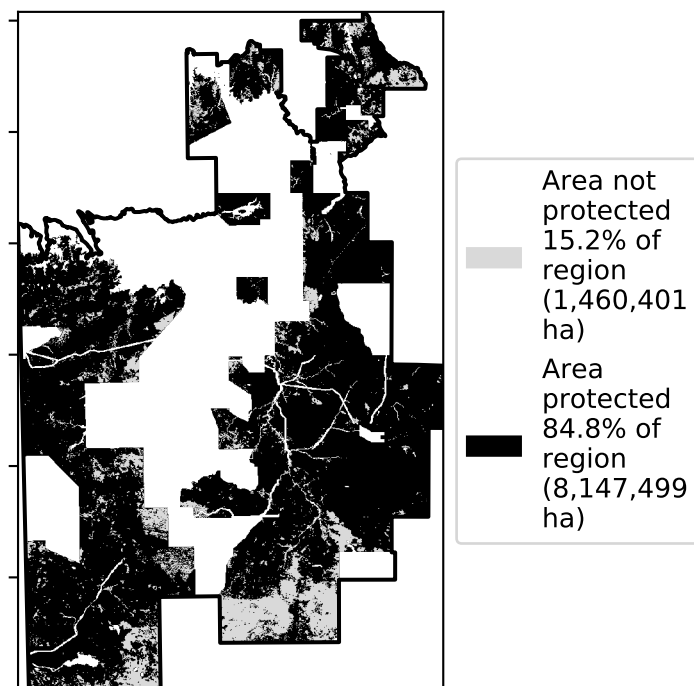 Area not
protected
15.2% of
region
(1,460,401
ha)
Area
protected
84.8% of
region
(8,147,499
ha)